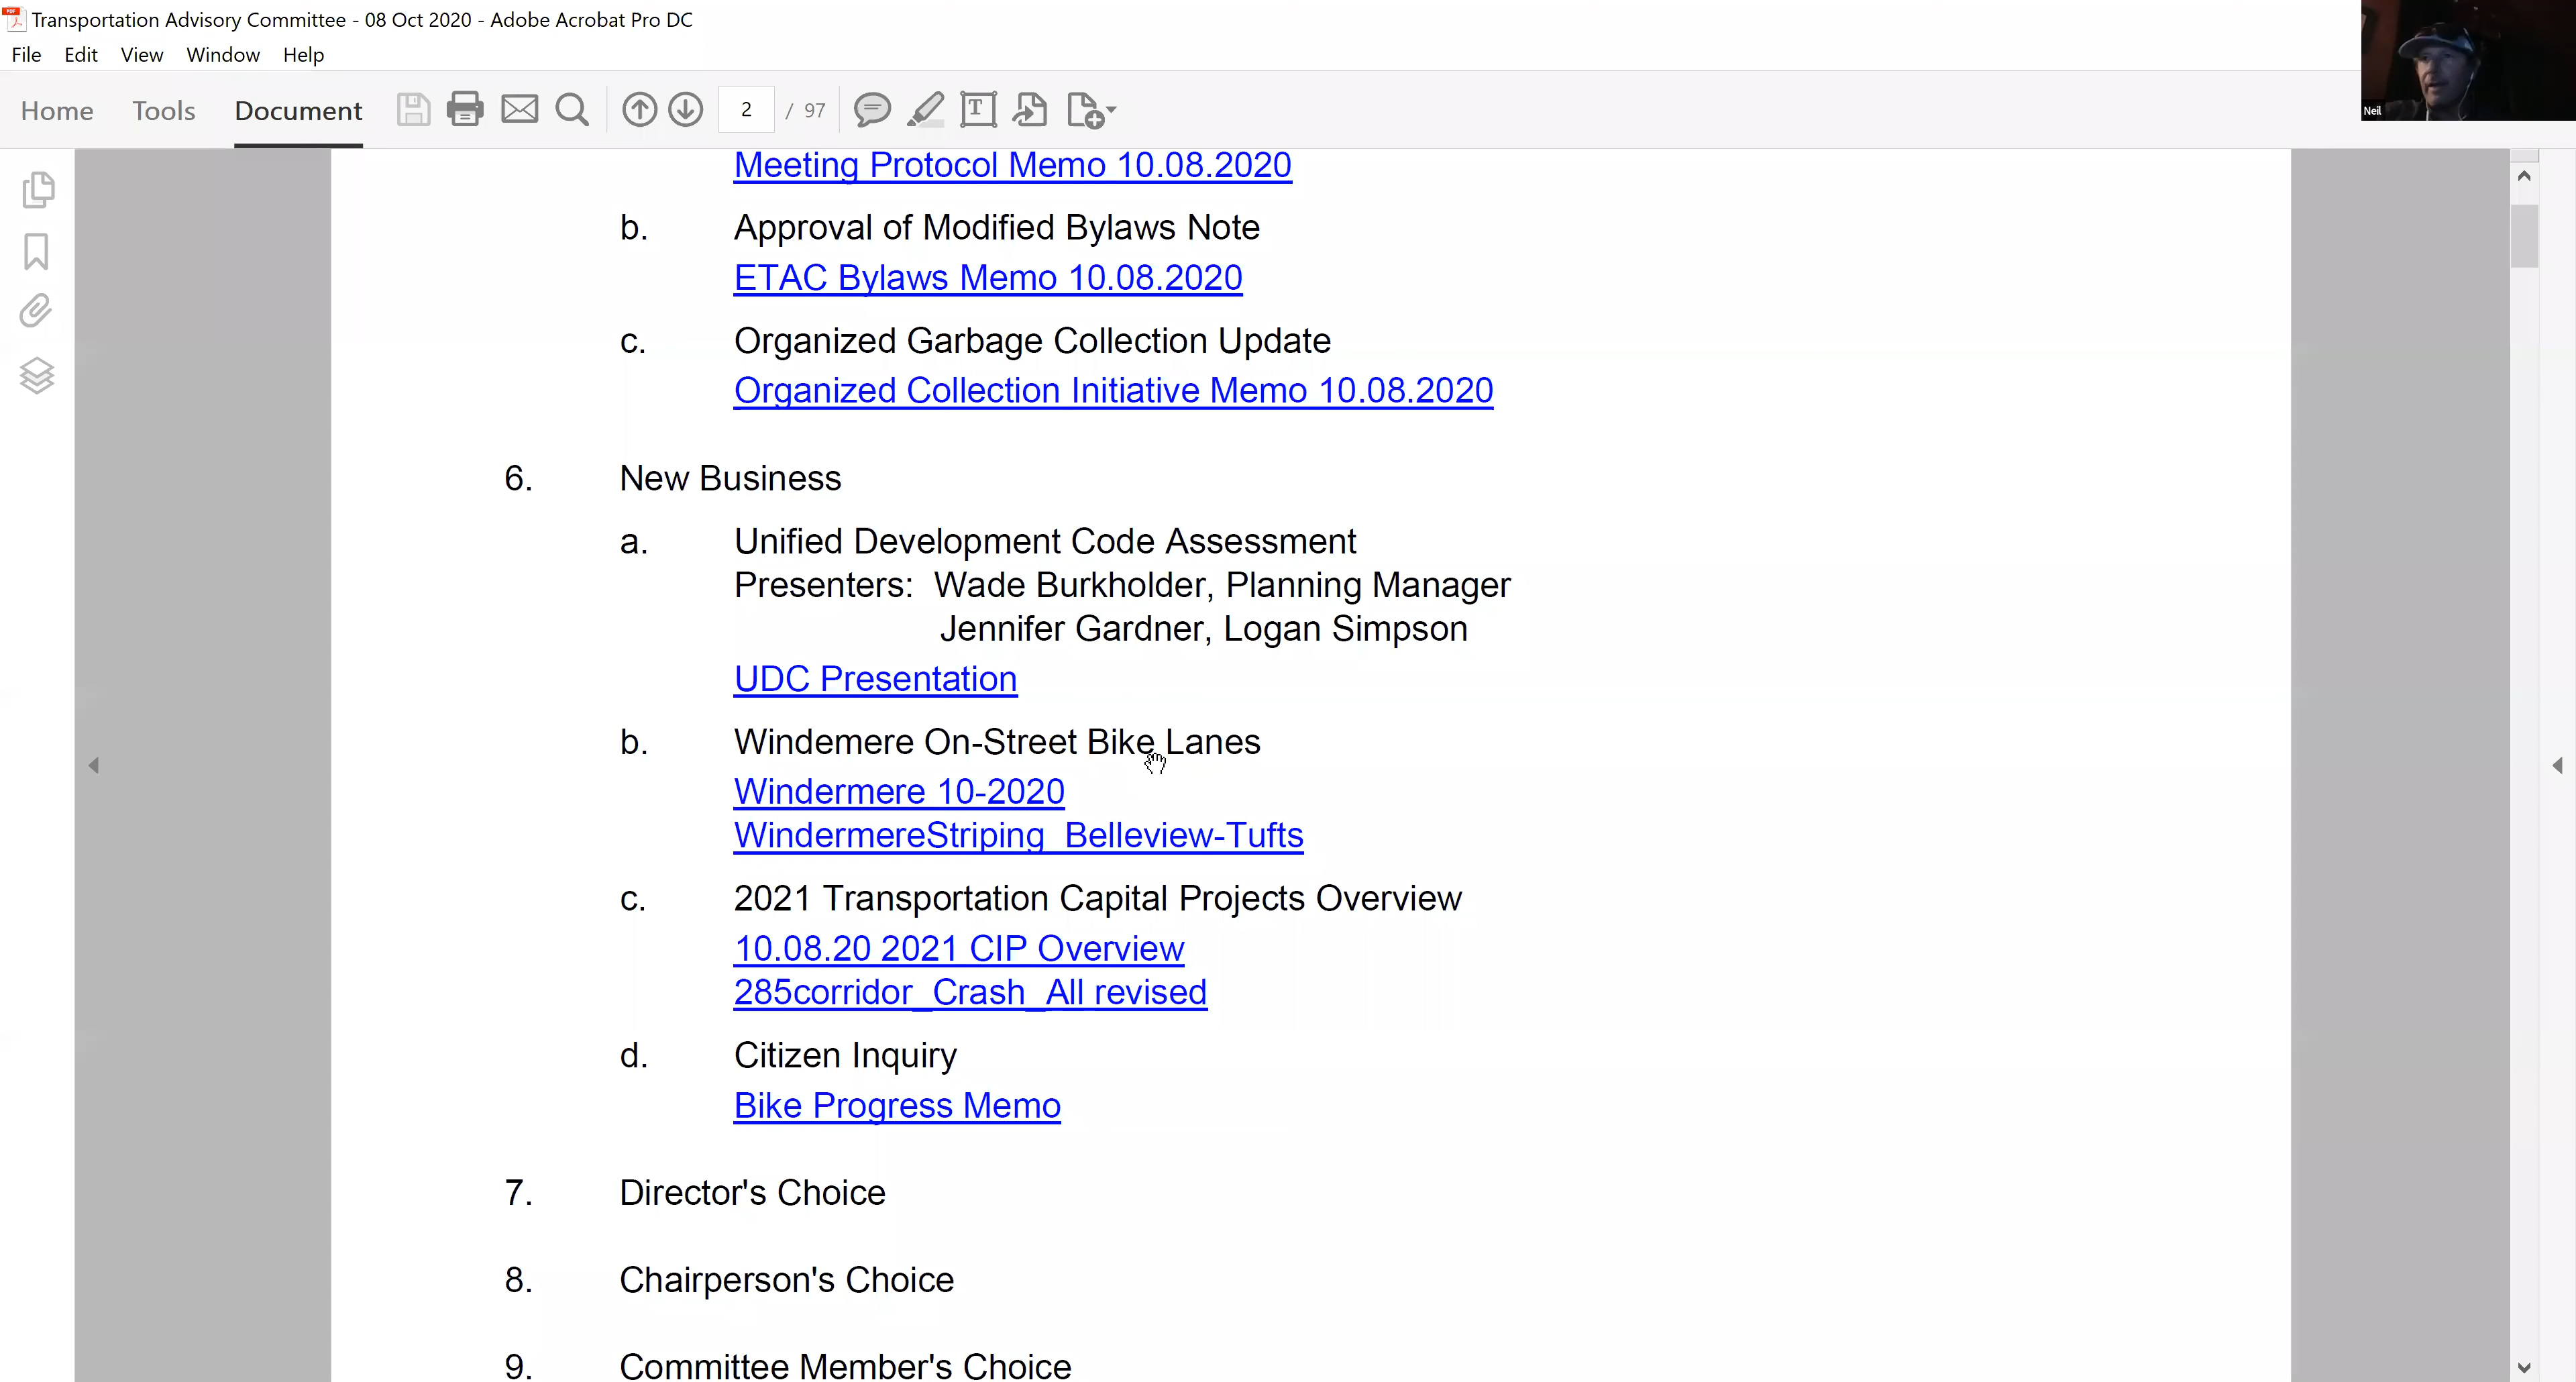 Transportation Advisory Committee - 08 Oct 2020 - Adobe Acrobat Pro DC
File Edit View Window Help
Home Tools Document 2 / 97
Neil
Meeting Protocol Memo 10.08.2020
b. Approval of Modified Bylaws Note
ETAC Bylaws Memo 10.08.2020
c. Organized Garbage Collection Update
Organized Collection Initiative Memo 10.08.2020
6. New Business
a. Unified Development Code Assessment
Presenters: Wade Burkholder, Planning Manager
Jennifer Gardner, Logan Simpson
UDC Presentation
b. Windemere On-Street Bike Lanes
Windermere 10-2020
WindermereStriping_Belleview-Tufts
c. 2021 Transportation Capital Projects Overview
10.08.20 2021 CIP Overview
285corridor_Crash_All revised
d. Citizen Inquiry
Bike Progress Memo
7. Director's Choice
8. Chairperson's Choice
9. Committee Member's Choice